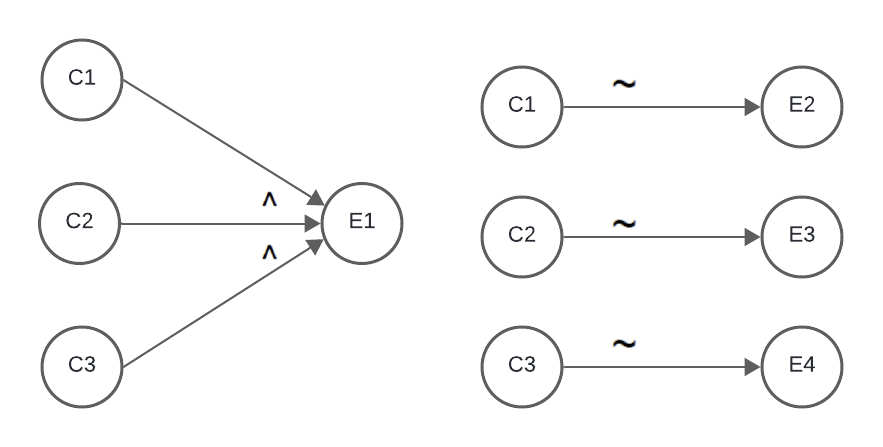 C1
^
C2
E1
^
C3
C1 ~ E2
C2 ~ E3
C3 ~ E4